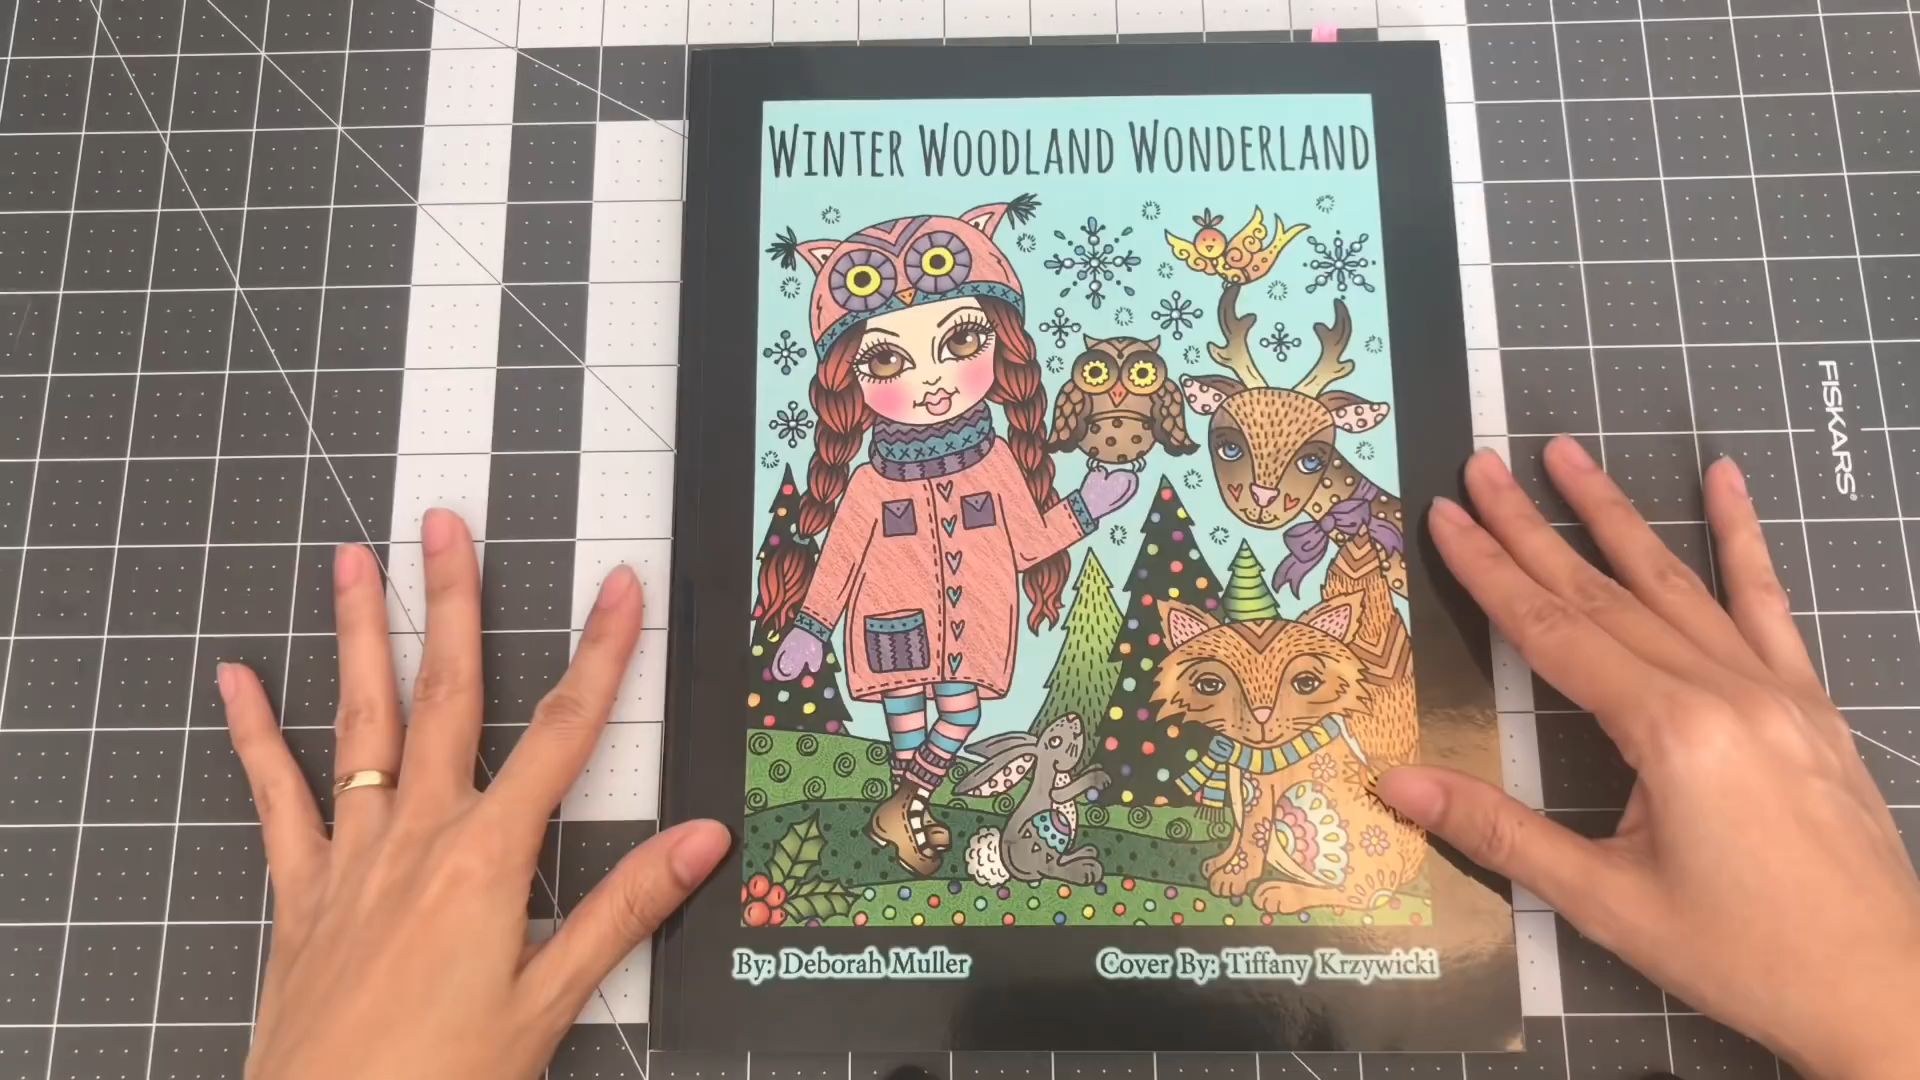 WINTER WOODLAND WONDERLAND
FISKARS®
By: Deborah Muller
Cover By: Tiffany Krzywicki